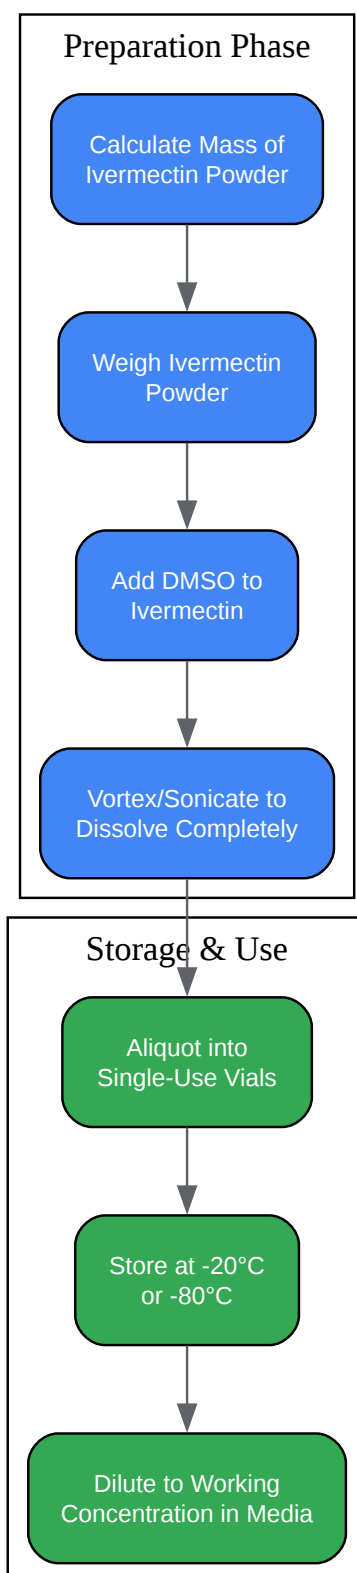 Preparation Phase
Calculate Mass of
Ivermectin Powder
Weigh Ivermectin
Powder
Add DMSO to
Ivermectin
Vortex/Sonicate to
Dissolve Completely
Storage & Use
Aliquot into
Single-Use Vials
Store at -20°C
or -80°C
Dilute to Working
Concentration in Media